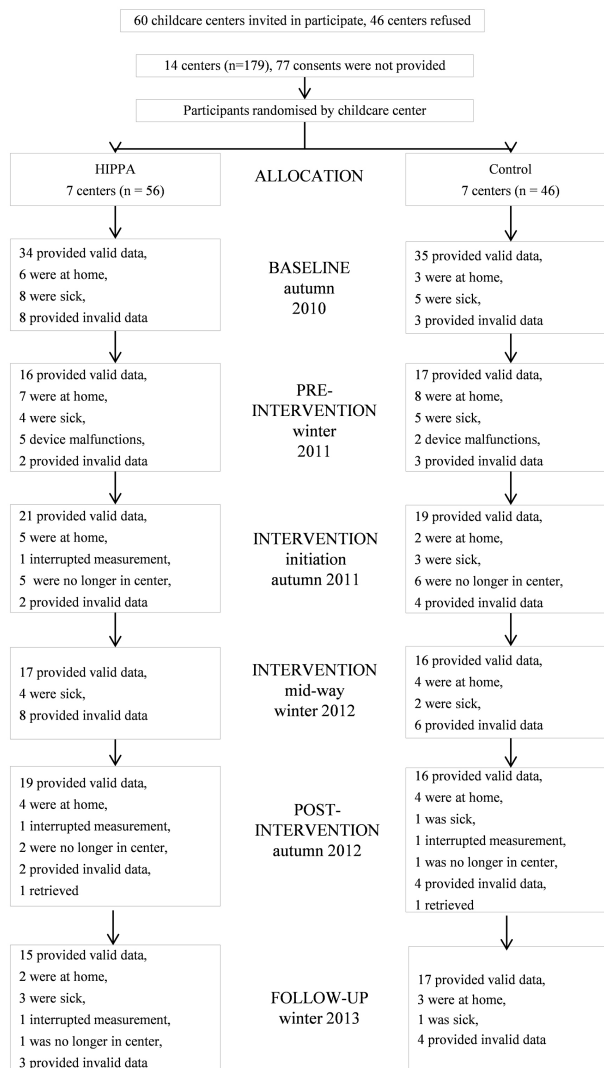 60 childcare centers invited in participate, 46 centers refused
14 centers (n=179), 77 consents were not provided
Participants randomised by childcare center
HIPPA
7 centers (n = 56)
ALLOCATION
Control
7 centers (n = 46)
34 provided valid data,
6 were at home,
8 were sick,
8 provided invalid data
BASELINE
autumn
2010
35 provided valid data,
3 were at home,
5 were sick,
3 provided invalid data
16 provided valid data,
7 were at home,
4 were sick,
5 device malfunctions,
2 provided invalid data
PRE-
INTERVENTION
winter
2011
17 provided valid data,
8 were at home,
5 were sick,
2 device malfunctions,
3 provided invalid data
21 provided valid data,
5 were at home,
1 interrupted measurement,
5 were no longer in center,
2 provided invalid data
INTERVENTION
initiation
autumn 2011
19 provided valid data,
2 were at home,
3 were sick,
6 were no longer in center,
4 provided invalid data
17 provided valid data,
4 were sick,
8 provided invalid data
INTERVENTION
mid-way
winter 2012
16 provided valid data,
4 were at home,
2 were sick,
6 provided invalid data
19 provided valid data,
4 were at home,
1 interrupted measurement,
2 were no longer in center,
2 provided invalid data,
1 retrieved
POST-
INTERVENTION
autumn 2012
16 provided valid data,
4 were at home,
1 was sick,
1 interrupted measurement,
1 was no longer in center,
4 provided invalid data,
1 retrieved
15 provided valid data,
2 were at home,
3 were sick,
1 interrupted measurement,
1 was no longer in center,
3 provided invalid data
FOLLOW-UP
winter 2013
17 provided valid data,
3 were at home,
1 was sick,
4 provided invalid data